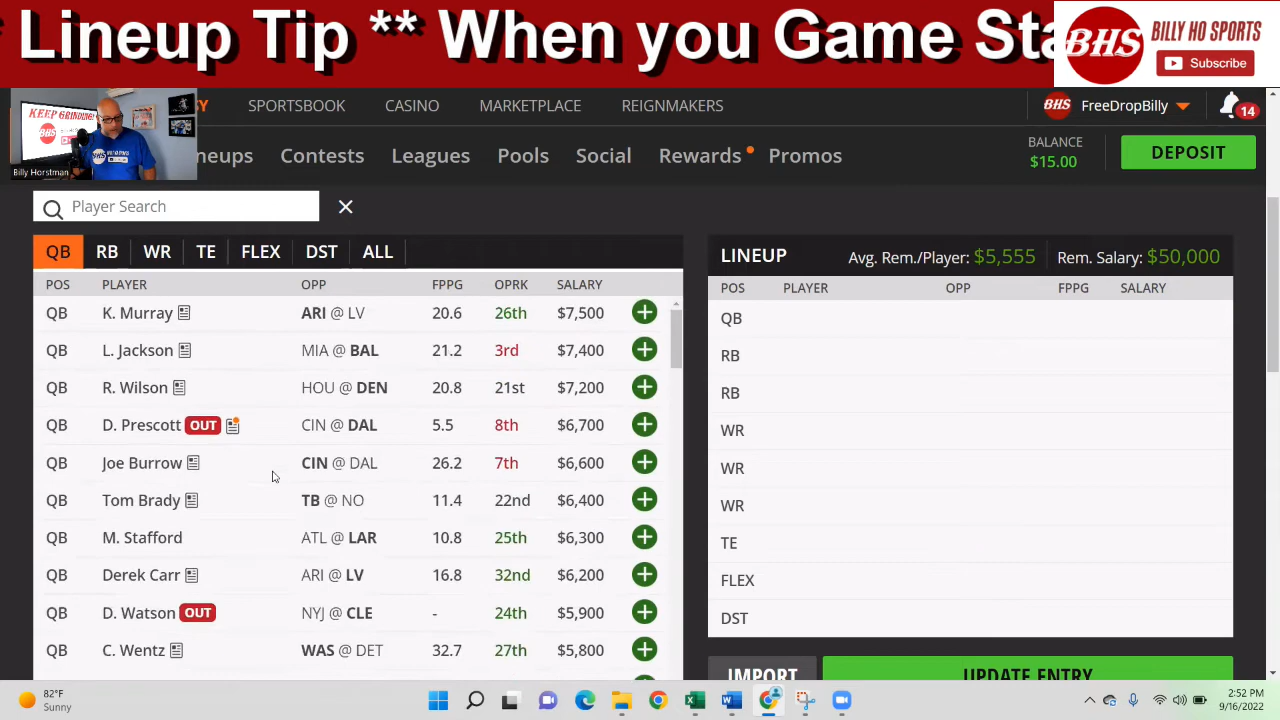 Lineup Tip ** When you Game Sta
BHS
BILLY HO SPORTS
Subscribe
KEEP GRINDING!
BHS
Billy Horstman
SPORTSBOOK
CASINO
MARKETPLACE
REIGNMAKERS
BHS
FreeDropBilly
14
neups
Contests
Leagues
Pools
Social
Rewards
Promos
BALANCE
$15.00
DEPOSIT
Player Search
QB RB WR TE FLEX DST ALL
POS PLAYER OPP FPPG OPRK SALARY
QB K. Murray ARI @ LV 20.6 26th $7,500
QB L. Jackson MIA @ BAL 21.2 3rd $7,400
QB R. Wilson HOU @ DEN 20.8 21st $7,200
QB D. Prescott OUT CIN @ DAL 5.5 8th $6,700
QB Joe Burrow CIN @ DAL 26.2 7th $6,600
QB Tom Brady TB @ NO 11.4 22nd $6,400
QB M. Stafford ATL @ LAR 10.8 25th $6,300
QB Derek Carr ARI @ LV 16.8 32nd $6,200
QB D. Watson OUT NYJ @ CLE - 24th $5,900
QB C. Wentz WAS @ DET 32.7 27th $5,800
LINEUP Avg. Rem./Player: $5,555 Rem. Salary: $50,000
POS PLAYER OPP FPPG SALARY
QB
RB
RB
WR
WR
WR
TE
FLEX
DST
IMPORT
UPDATE ENTRY
82°F
Sunny
2:52 PM
9/16/2022